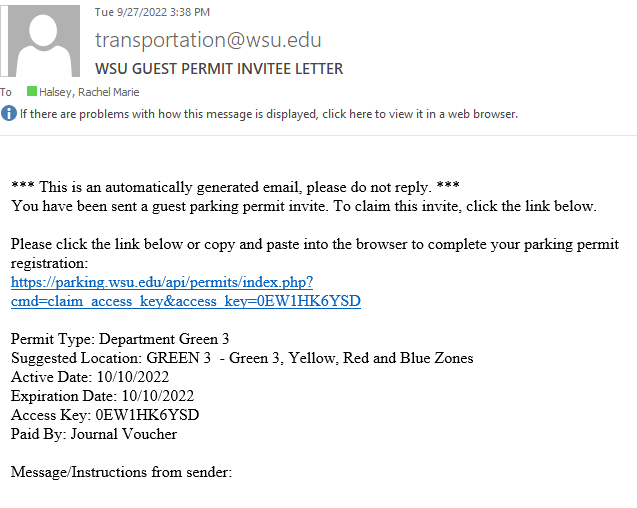 Tue 9/27/2022 3:38 PM
transportation@wsu.edu
WSU GUEST PERMIT INVITEE LETTER
To Halsey, Rachel Marie
If there are problems with how this message is displayed, click here to view it in a web browser.
*** This is an automatically generated email, please do not reply. ***
You have been sent a guest parking permit invite. To claim this invite, click the link below.
Please click the link below or copy and paste into the browser to complete your parking permit
registration:
https://parking.wsu.edu/api/permits/index.php?
cmd=claim_access_key&access_key=0EW1HK6YSD
Permit Type: Department Green 3
Suggested Location: GREEN 3  - Green 3, Yellow, Red and Blue Zones
Active Date: 10/10/2022
Expiration Date: 10/10/2022
Access Key: 0EW1HK6YSD
Paid By: Journal Voucher
Message/Instructions from sender: